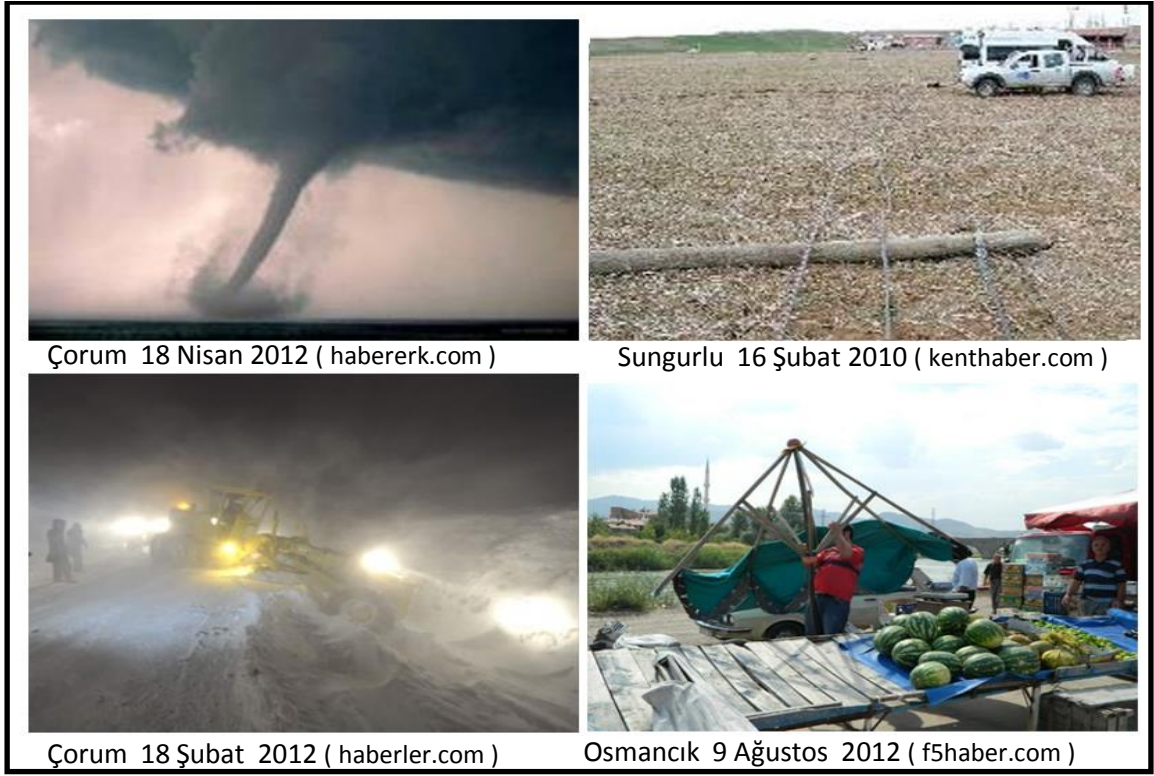 Çorum 18 Nisan 2012 ( habererk.com )
Sungurlu 16 Şubat 2010 ( kenthaber.com )
Çorum 18 Şubat 2012 ( haberler.com )
Osmancık 9 Ağustos 2012 ( f5haber.com )